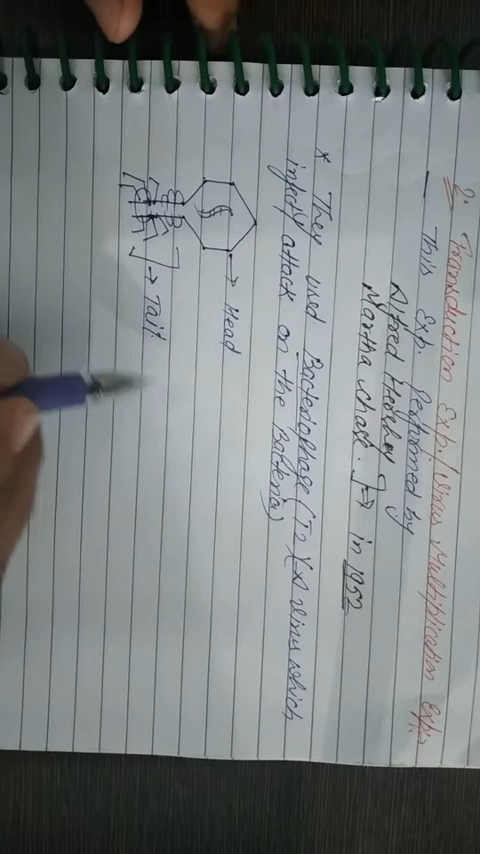 2. Transduction Exp./Virus Multiplication Exp:→
— This Exp. performed by
Alfred Hershey
Martha Chase. ]→ in 1952
* They used Bacteriophage (T2) (A Virus which
infect/attack on the Bacteria)
→ Head
]→ Tail